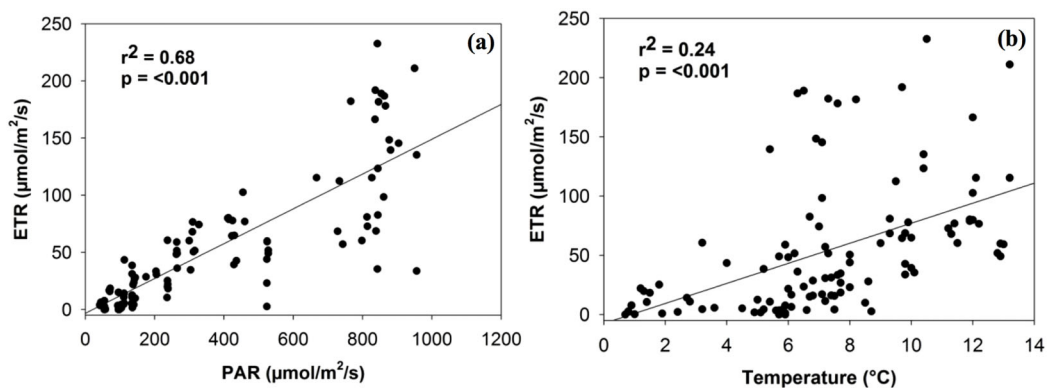 (a)
r² = 0.68
p = <0.001
250
200
150
100
50
0
ETR (µmol/m²/s)
0 200 400 600 800 1000 1200
PAR (µmol/m²/s)
(b)
r² = 0.24
p = <0.001
250
200
150
100
50
0
ETR (µmol/m²/s)
0 2 4 6 8 10 12 14
Temperature (°C)